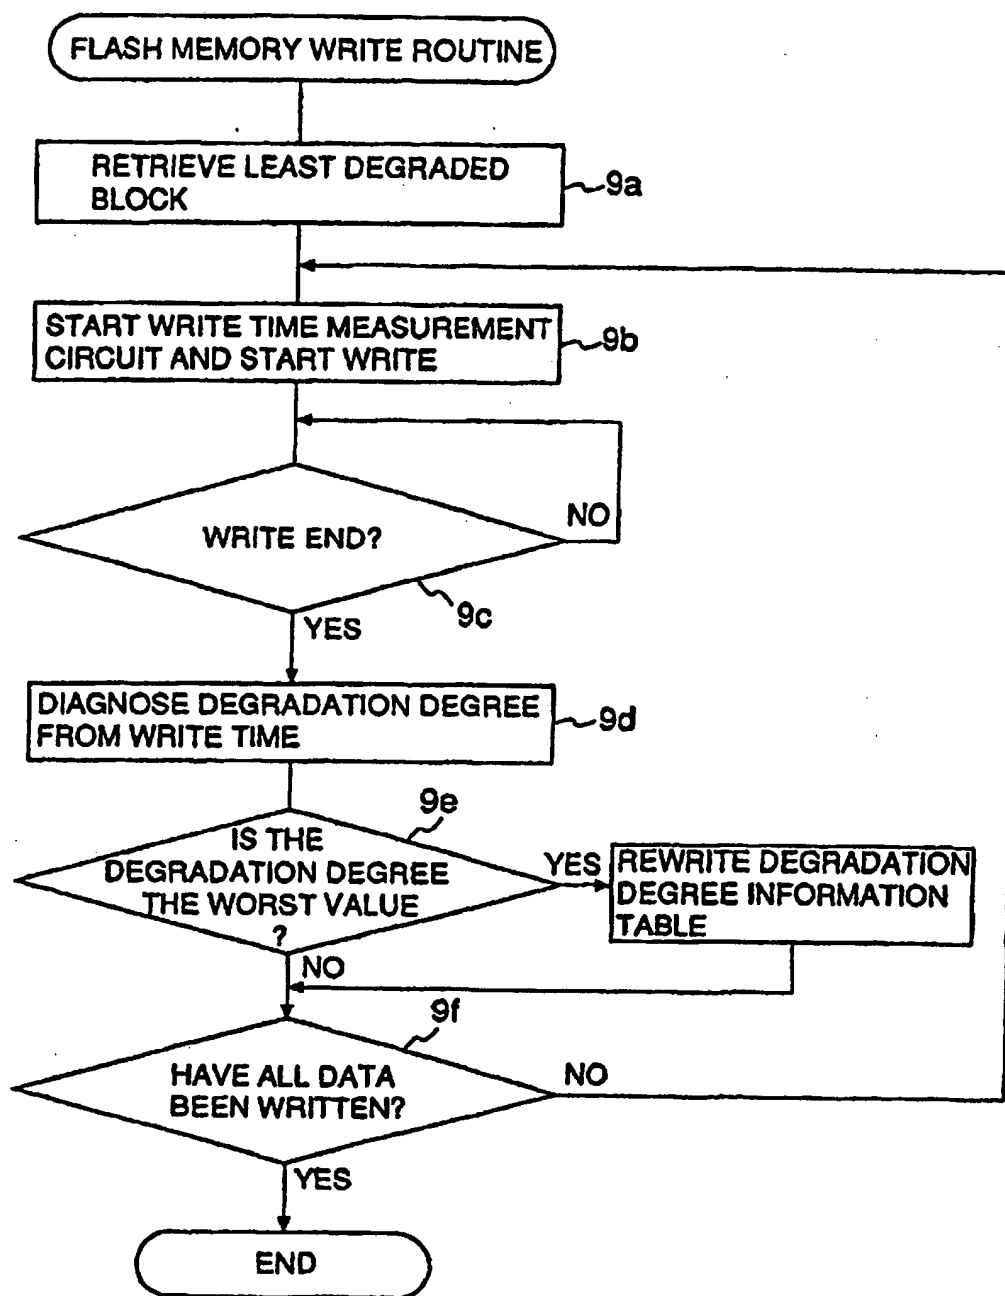 FLASH MEMORY WRITE ROUTINE
RETRIEVE LEAST DEGRADED
BLOCK
9a
START WRITE TIME MEASUREMENT
CIRCUIT AND START WRITE
9b
WRITE END?
NO
9c
YES
DIAGNOSE DEGRADATION DEGREE
FROM WRITE TIME
9d
9e
IS THE
DEGRADATION DEGREE
THE WORST VALUE
?
YES
REWRITE DEGRADATION
DEGREE INFORMATION
TABLE
NO
9f
HAVE ALL DATA
BEEN WRITTEN?
NO
YES
END